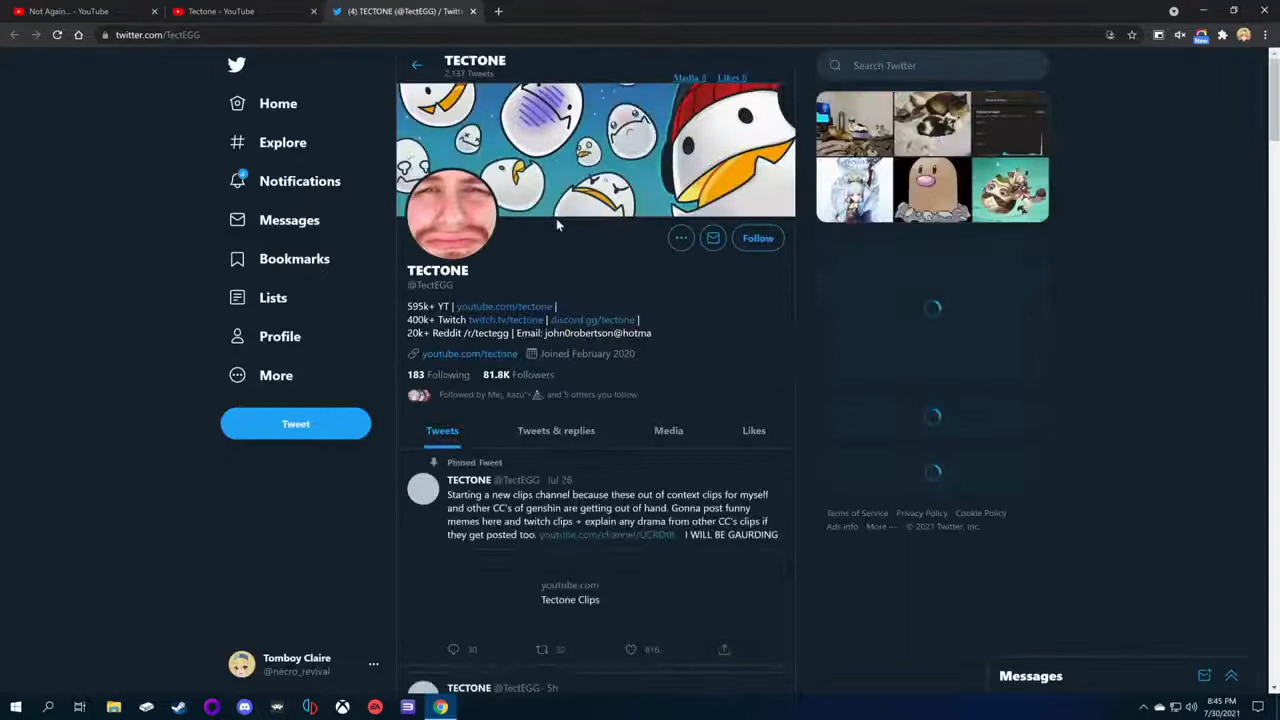 Not Again... - YouTube
Tectone - YouTube
(4) TECTONE (@TectEGG) / Twitte
twitter.com/TectEGG
New
TECTONE
2,137 Tweets
Media
Likes
Search Twitter
Home
Explore
4
Notifications
Messages
Bookmarks
Lists
Profile
More
Tweet
Follow
TECTONE
@TectEGG
595k+ YT | youtube.com/tectone |
400k+ Twitch twitch.tv/tectone | discord.gg/tectone |
20k+ Reddit /r/tectegg | Email: john0robertson@hotma
youtube.com/tectone Joined February 2020
183 Following 81.8K Followers
Followed by Mej, and 5 others you follow
Tweets
Tweets & replies
Media
Likes
Pinned Tweet
TECTONE @TectEGG · Jul 26
Starting a new clips channel because these out of context clips for myself
and other CC's of genshin are getting out of hand. Gonna post funny
memes here and twitch clips + explain any drama from other CC's clips if
they get posted too. I WILL BE GAURDING
youtube.com
Tectone Clips
30
616
TECTONE @TectEGG · 5h
Terms of Service Privacy Policy Cookie Policy
Ads info More ··· © 2021 Twitter, Inc.
Tomboy Claire
@necro_revival
Messages
8:45 PM
7/30/2021